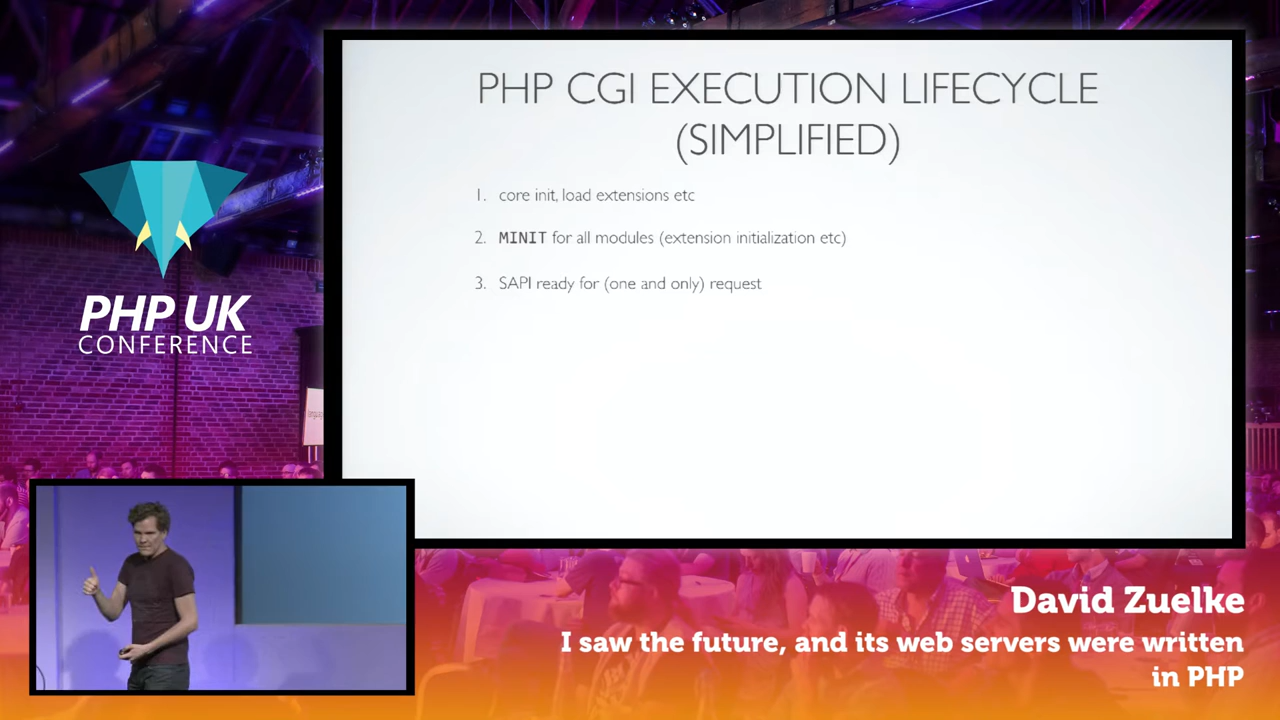 PHP CGI EXECUTION LIFECYCLE
(SIMPLIFIED)
1. core init, load extensions etc
2. MINIT for all modules (extension initialization etc)
3. SAPI ready for (one and only) request
PHP UK
CONFERENCE
David Zuelke
I saw the future, and its web servers were written
in PHP